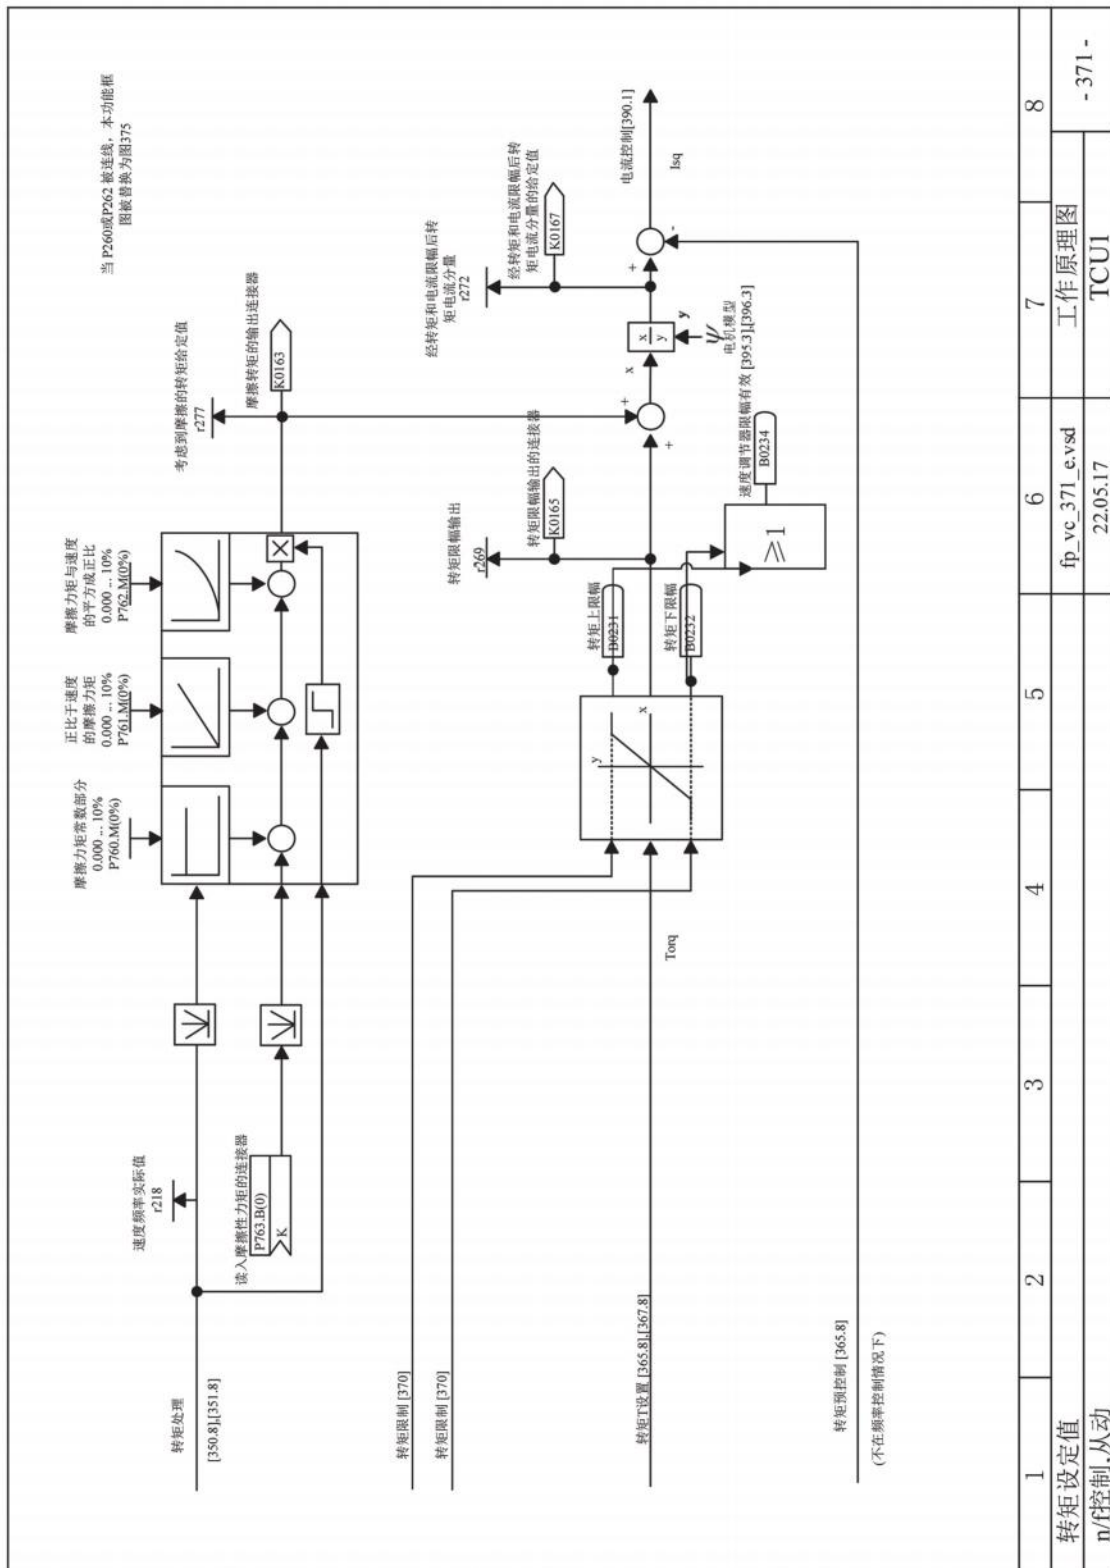 当 P260或P262 被连线，本功能框
图被替换为图375
摩擦力矩常数部分
0.000 ... 10%
P760.M(0%)
正比于速度
的摩擦力矩
0.000 ... 10%
P761.M(0%)
摩擦力矩与速度
的平方成正比
0.000 ... 10%
P762.M(0%)
考虑到摩擦的转矩给定值
r277
摩擦转矩的输出连接器
K0163
速度频率实际值
r218
转矩处理
[350.8],[351.8]
读入摩擦性力矩的连接器
P763.B(0)
K
转矩限制 [370]
转矩限制 [370]
经转矩和电流限幅后转
矩电流分量
r272
经转矩和电流限幅后转
矩电流分量的给定值
K0167
转矩限幅输出
r269
转矩限幅输出的连接器
K0165
转矩上限幅
B0231
转矩下限幅
B0232
y
x
+
+
x
x
y
+
-
电流控制[390.1]
Isq
y
Ψ
电机模型
[395.3],[396.3]
速度调节器限幅有效
B0234
≥1
转矩T设置 [365.8],[367.8]
Torq
转矩预控制 [365.8]
(不在频率控制情况下)
1
2
3
4
5
6
7
8
转矩设定值
n/f控制,从动
fp_vc_371_e.vsd
22.05.17
工作原理图
TCU1
- 371 -